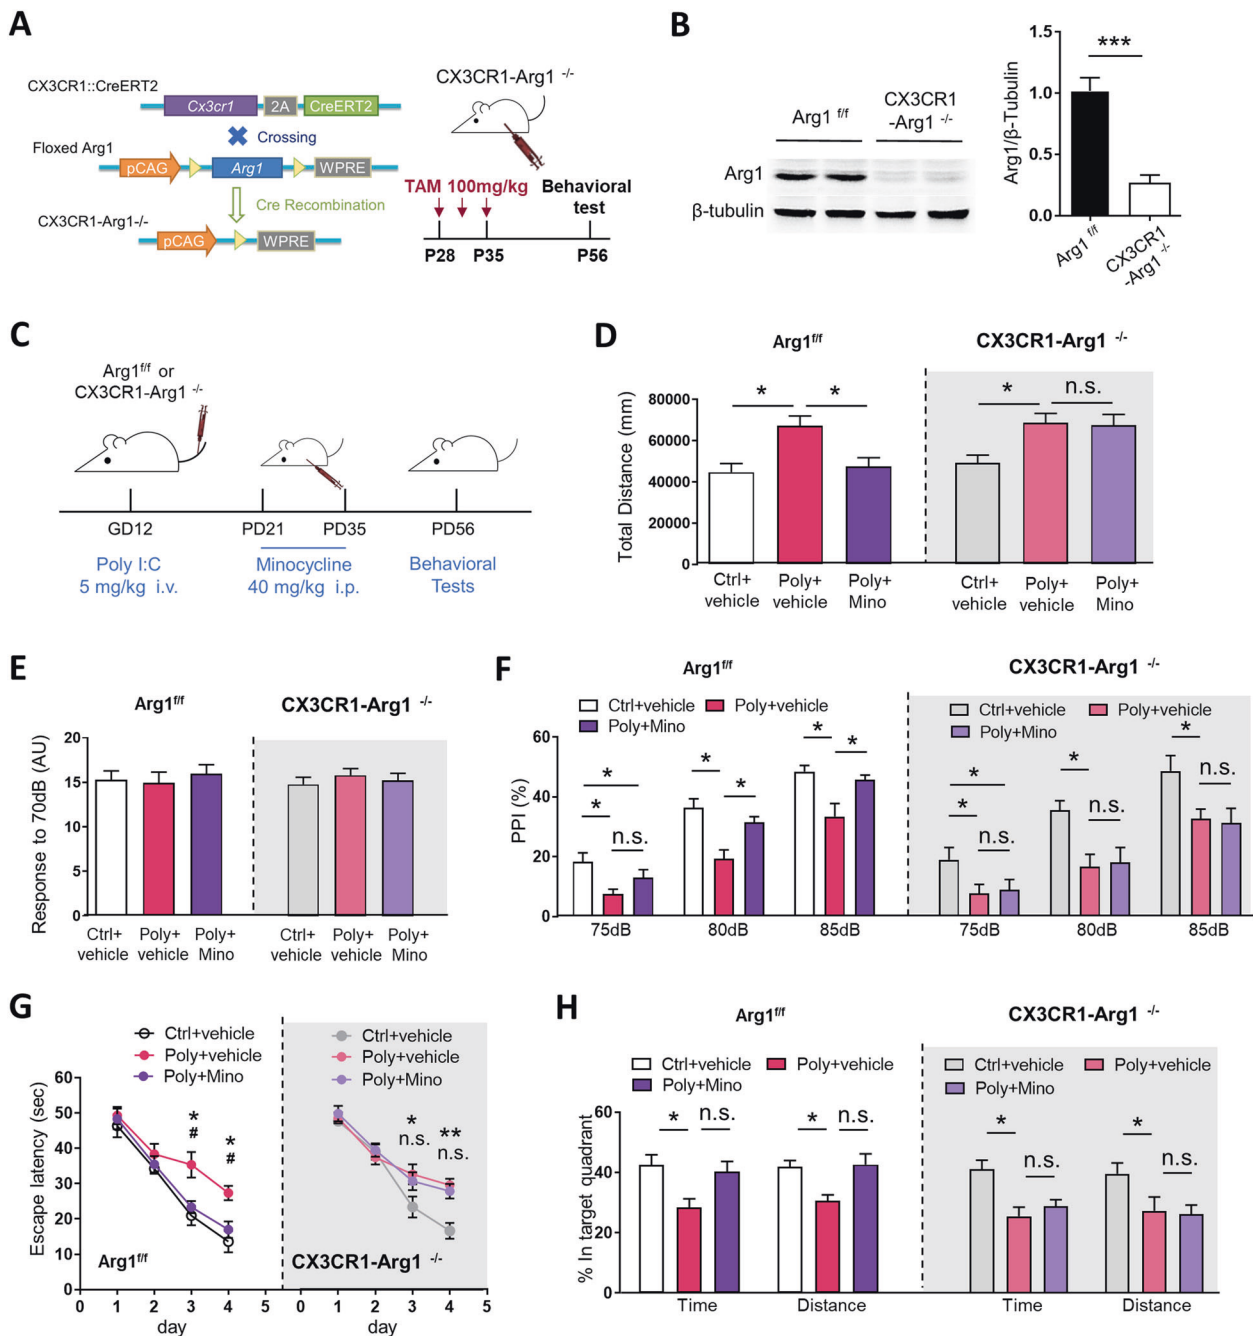 A
CX3CR1::CreERT2
Cx3cr1 2A CreERT2
Crossing
Floxed Arg1
pCAG Arg1 WPRE
Cre Recombination
CX3CR1-Arg1-/-
pCAG WPRE
CX3CR1-Arg1 -/-
TAM 100mg/kg
Behavioral
test
P28 P35 P56
B
Arg1 f/f
CX3CR1
-Arg1 -/-
Arg1
β-tubulin
Arg1/β-Tubulin
1.5
1.0
0.5
0.0
***
Arg1 f/f
CX3CR1
-Arg1 -/-
C
Arg1f/f or
CX3CR1-Arg1 -/-
GD12 PD21 PD35 PD56
Poly I:C
5 mg/kg i.v.
Minocycline
40 mg/kg i.p.
Behavioral
Tests
D
Arg1f/f
CX3CR1-Arg1 -/-
Total Distance (mm)
80000
60000
40000
20000
0
* *
* n.s.
Ctrl+ Poly+ Poly+
vehicle vehicle Mino
Ctrl+ Poly+ Poly+
vehicle vehicle Mino
E
Arg1f/f
CX3CR1-Arg1 -/-
Response to 70dB (AU)
20
15
10
5
0
Ctrl+ Poly+ Poly+
vehicle vehicle Mino
Ctrl+ Poly+ Poly+
vehicle vehicle Mino
F
Arg1f/f
CX3CR1-Arg1 -/-
Ctrl+vehicle Poly+vehicle
Poly+Mino
Ctrl+vehicle Poly+vehicle
Poly+Mino
PPI (%)
60
40
20
0
*
*
n.s.
* *
* *
*
*
n.s.
*
n.s.
*
n.s.
75dB 80dB 85dB
75dB 80dB 85dB
G
Ctrl+vehicle
Poly+vehicle
Poly+Mino
Ctrl+vehicle
Poly+vehicle
Poly+Mino
Escape latency (sec)
60
50
40
30
20
10
0
*
#
*
#
*
n.s.
**
n.s.
Arg1f/f
CX3CR1-Arg1 -/-
0 1 2 3 4 5
day
0 1 2 3 4 5
day
H
Arg1f/f
CX3CR1-Arg1 -/-
Ctrl+vehicle Poly+vehicle
Poly+Mino
Ctrl+vehicle Poly+vehicle
Poly+Mino
% In target quadrant
60
40
20
0
* n.s. * n.s.
*
n.s.
*
n.s.
Time Distance
Time Distance